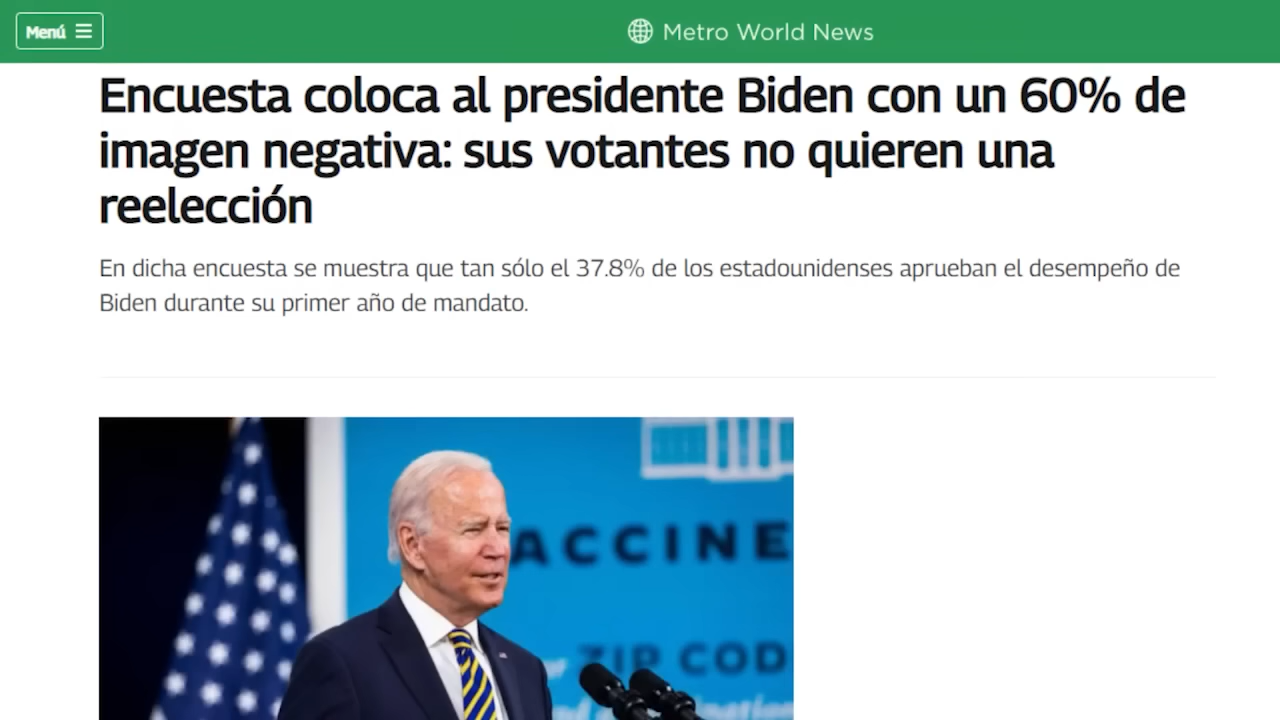 Menú
Metro World News
Encuesta coloca al presidente Biden con un 60% de
imagen negativa: sus votantes no quieren una
reelección
En dicha encuesta se muestra que tan sólo el 37.8% de los estadounidenses aprueban el desempeño de
Biden durante su primer año de mandato.
ACCINE
ZIP COD